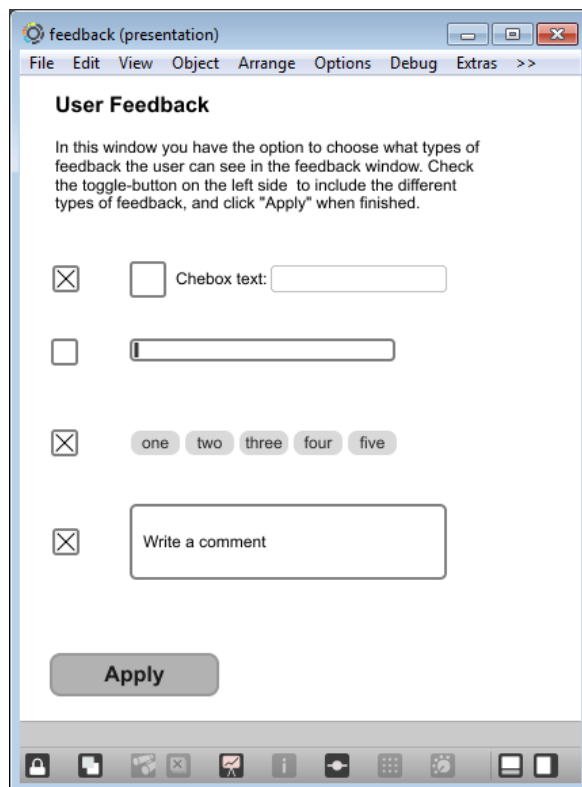 feedback (presentation)
File Edit View Object Arrange Options Debug Extras >>
User Feedback
In this window you have the option to choose what types of
feedback the user can see in the feedback window. Check
the toggle-button on the left side to include the different
types of feedback, and click "Apply" when finished.
Chebox text:
one two three four five
Write a comment
Apply